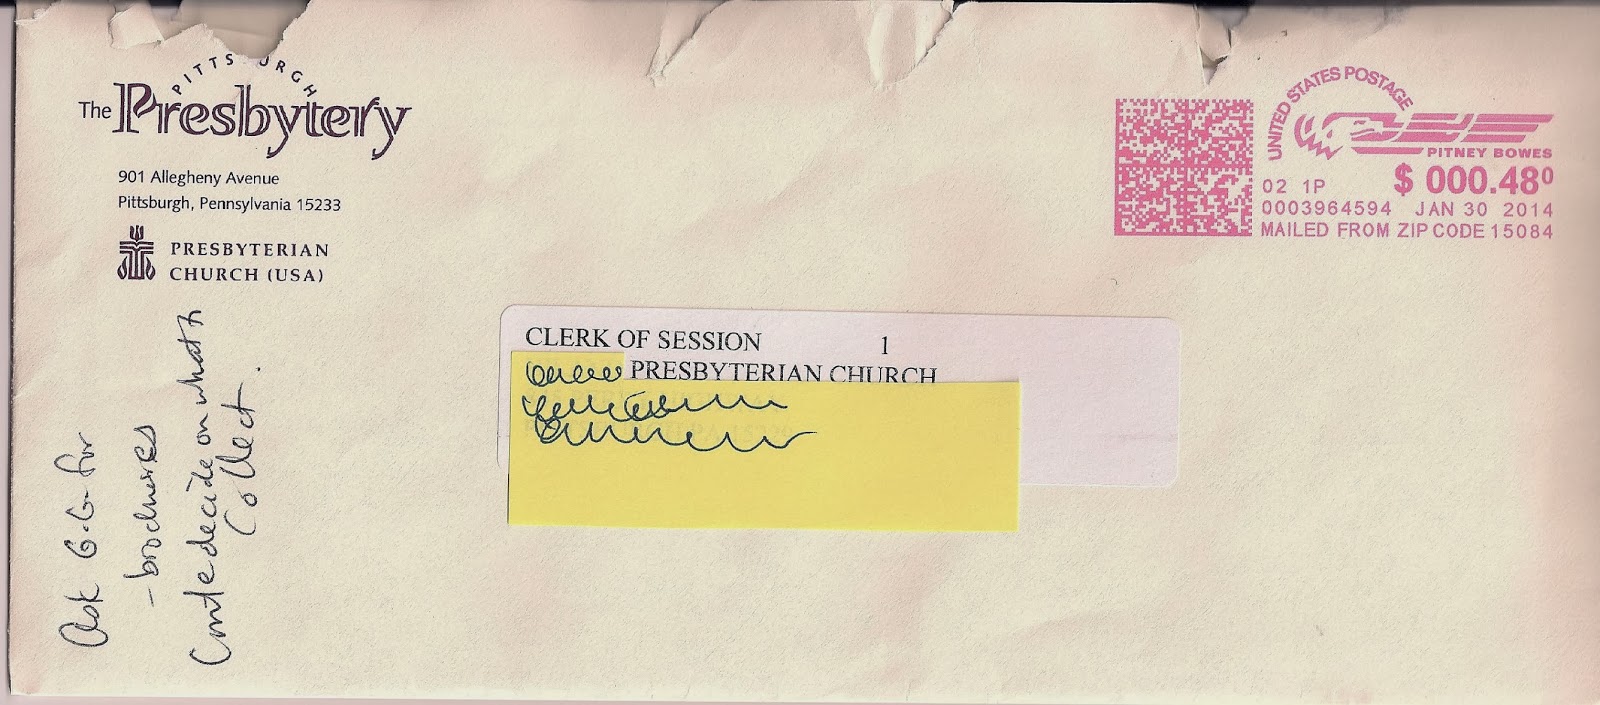 PITTSBURGH
The Presbytery
901 Allegheny Avenue
Pittsburgh, Pennsylvania 15233
PRESBYTERIAN
CHURCH (USA)
UNITED STATES POSTAGE
PITNEY BOWES
02 1P $ 000.48⁰
0003964594 JAN 30 2014
MAILED FROM ZIP CODE 15084
CLERK OF SESSION 1
PRESBYTERIAN CHURCH
Ask G.G. for
- brochures
decide on what to
Collect.